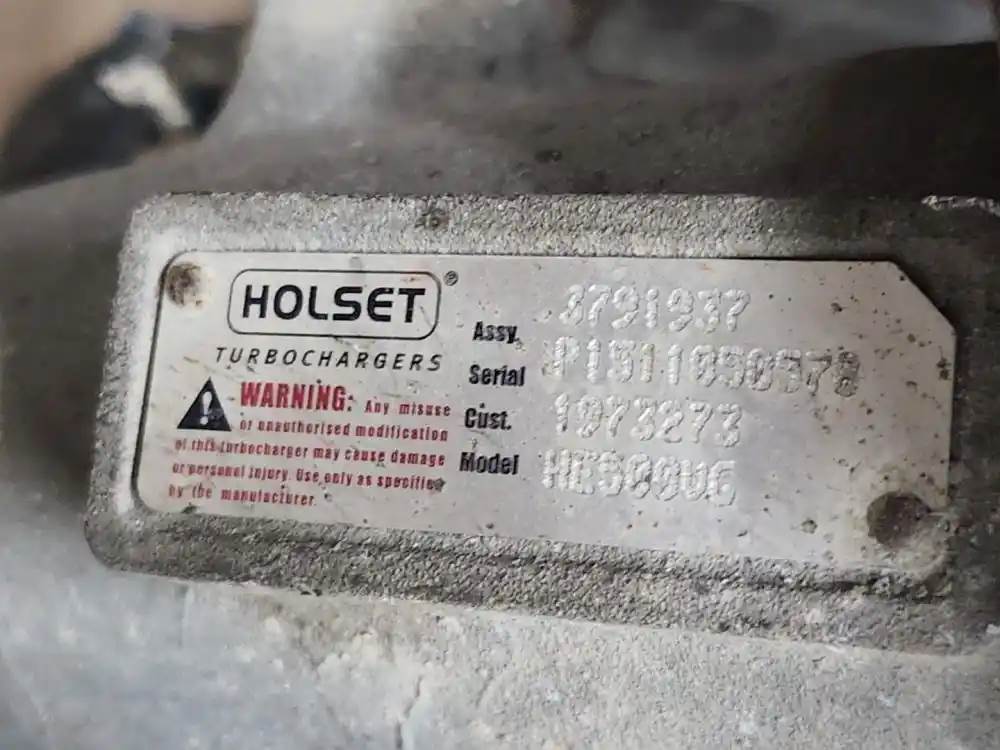 HOLSET®
TURBOCHARGERS
WARNING: Any misuse
or unauthorised modification
of this turbocharger may cause damage
or personal injury. Use only as specified
by the manufacturer.
Assy. 3791937
Serial
Cust. 1973273
Model